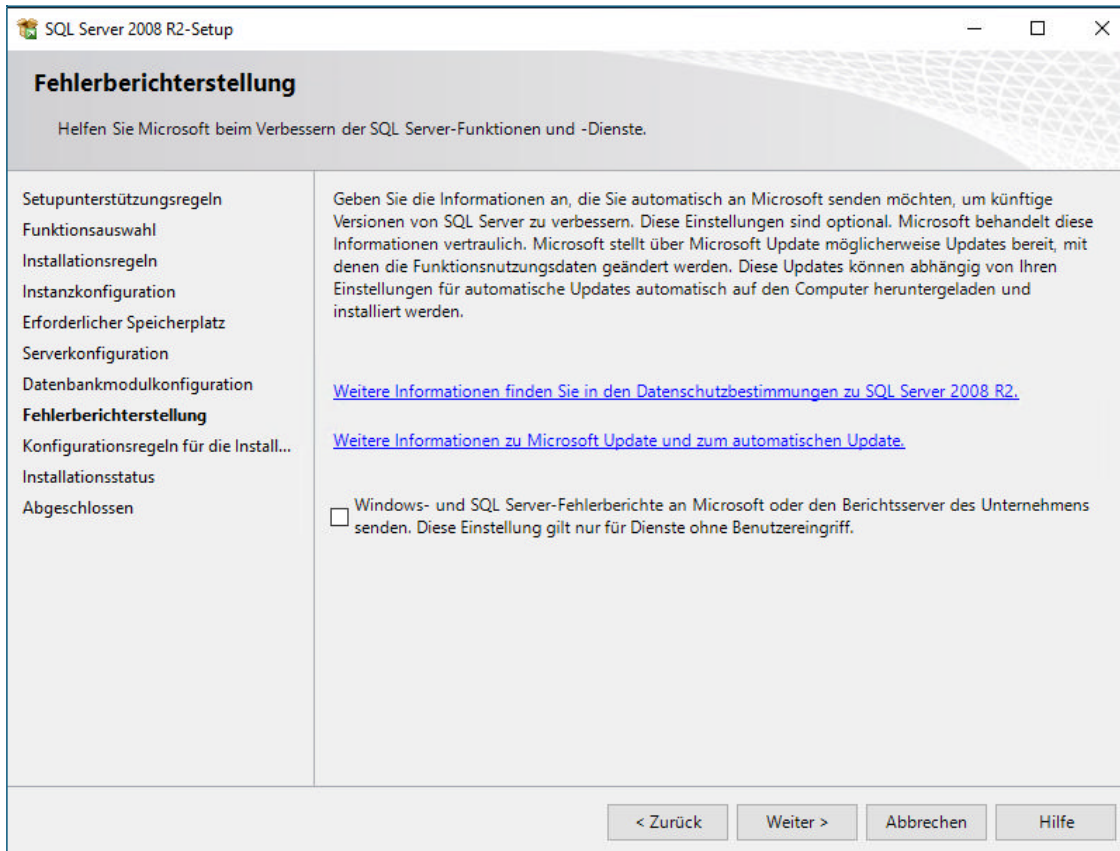 SQL Server 2008 R2-Setup
Fehlerberichterstellung
Helfen Sie Microsoft beim Verbessern der SQL Server-Funktionen und -Dienste.
Setupunterstützungsregeln
Funktionsauswahl
Installationsregeln
Instanzkonfiguration
Erforderlicher Speicherplatz
Serverkonfiguration
Datenbankmodulkonfiguration
Fehlerberichterstellung
Konfigurationsregeln für die Install...
Installationsstatus
Abgeschlossen
Geben Sie die Informationen an, die Sie automatisch an Microsoft senden möchten, um künftige
Versionen von SQL Server zu verbessern. Diese Einstellungen sind optional. Microsoft behandelt diese
Informationen vertraulich. Microsoft stellt über Microsoft Update möglicherweise Updates bereit, mit
denen die Funktionsnutzungsdaten geändert werden. Diese Updates können abhängig von Ihren
Einstellungen für automatische Updates automatisch auf den Computer heruntergeladen und
installiert werden.
Weitere Informationen finden Sie in den Datenschutzbestimmungen zu SQL Server 2008 R2.
Weitere Informationen zu Microsoft Update und zum automatischen Update.
Windows- und SQL Server-Fehlerberichte an Microsoft oder den Berichtsserver des Unternehmens
senden. Diese Einstellung gilt nur für Dienste ohne Benutzereingriff.
< Zurück
Weiter >
Abbrechen
Hilfe